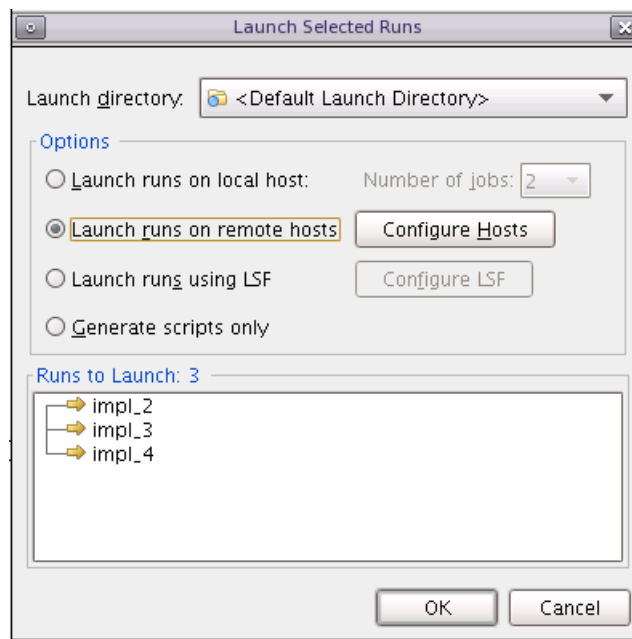 Launch Selected Runs
Launch directory: <Default Launch Directory>
Options
Launch runs on local host: Number of jobs: 2
Launch runs on remote hosts Configure Hosts
Launch runs using LSF Configure LSF
Generate scripts only
Runs to Launch: 3
impl_2
impl_3
impl_4
OK Cancel